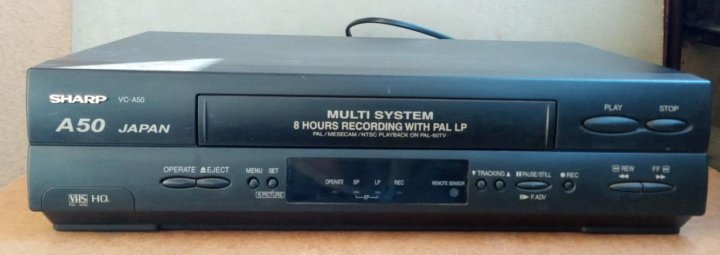 SHARP VC-A50
A50 JAPAN
MULTI SYSTEM
8 HOURS RECORDING WITH PAL LP
PAL/MESECAM/NTSC PLAYBACK ON PAL-60TV
PLAY STOP
OPERATE ⏏EJECT MENU SET
S.PICTURE
OPERATE SP LP REC
EP
REMOTE SENSOR
▼ TRACKING ▲ PAUSE/STILL ● REC
F.ADV
REW FF
VHS HQ